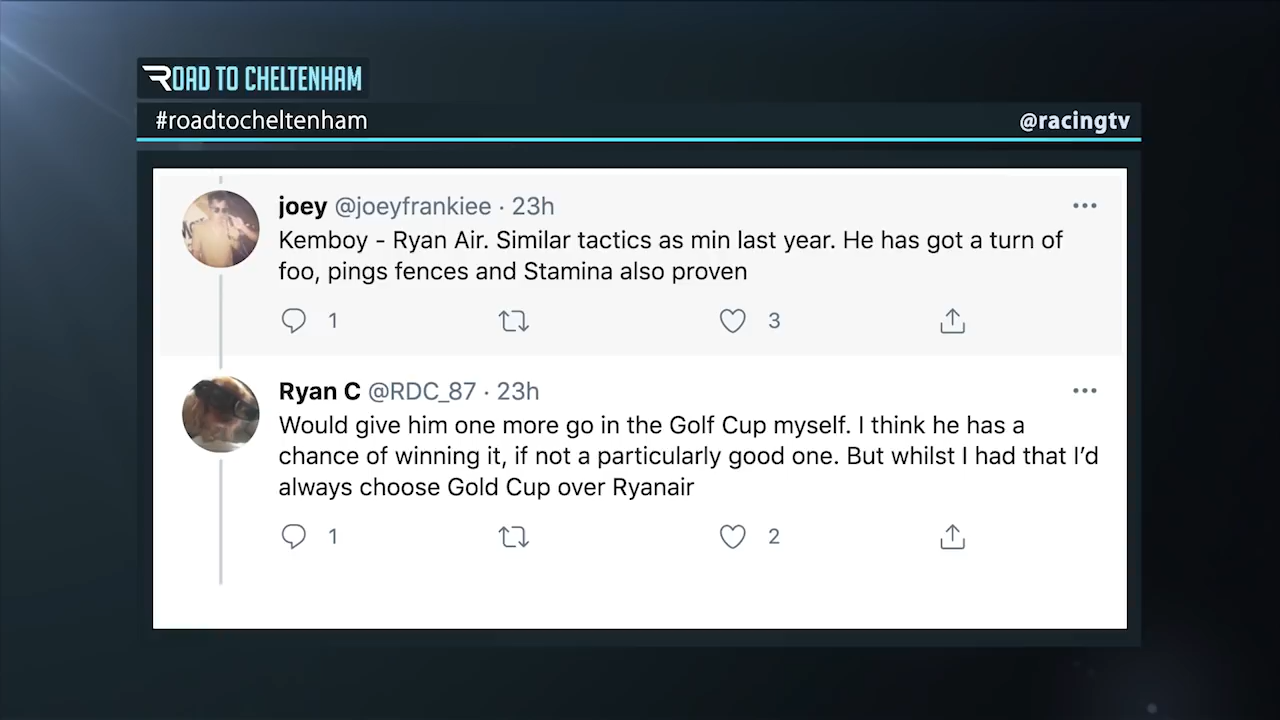 ROAD TO CHELTENHAM
#roadtocheltenham
@racingtv
joey @joeyfrankiee · 23h
Kemboy - Ryan Air. Similar tactics as min last year. He has got a turn of
foo, pings fences and Stamina also proven
1
3
Ryan C @RDC_87 · 23h
Would give him one more go in the Golf Cup myself. I think he has a
chance of winning it, if not a particularly good one. But whilst I had that I’d
always choose Gold Cup over Ryanair
1
2